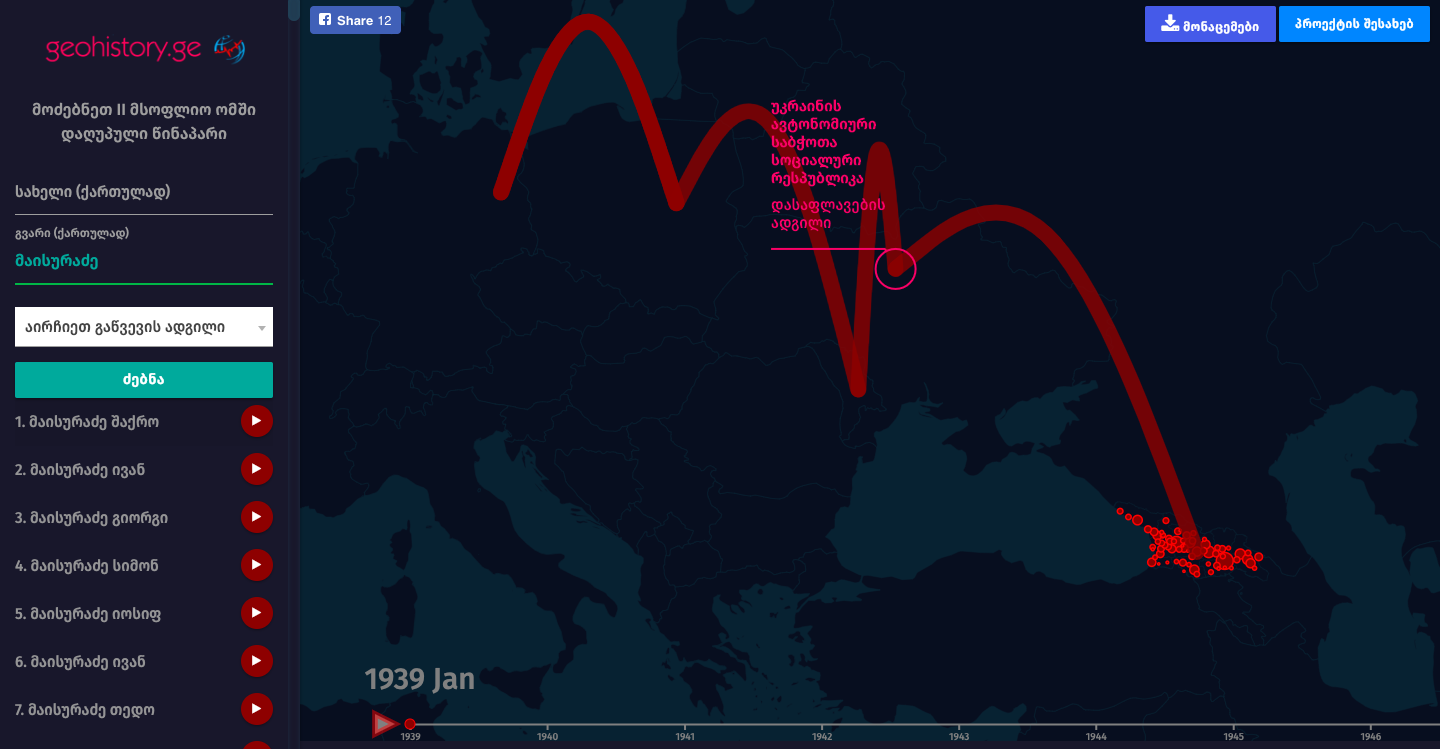 geohistory.ge
მოძებნეთ II მსოფლიო ომში
დაღუპული წინაპარი
სახელი (ქართულად)
გვარი (ქართულად)
მაისურაძე
აირჩიეთ გაწვევის ადგილი
ძებნა
1. მაისურაძე შაქრო
2. მაისურაძე ივან
3. მაისურაძე გიორგი
4. მაისურაძე სიმონ
5. მაისურაძე იოსიფ
6. მაისურაძე ივან
7. მაისურაძე თედო
Share 12
მონაცემები
პროექტის შესახებ
უკრაინის
ავტონომიური
საბჭოთა
სოციალური
რესპუბლიკა
დასაფლავების
ადგილი
1939 Jan
1939 1940 1941 1942 1943 1944 1945 1946